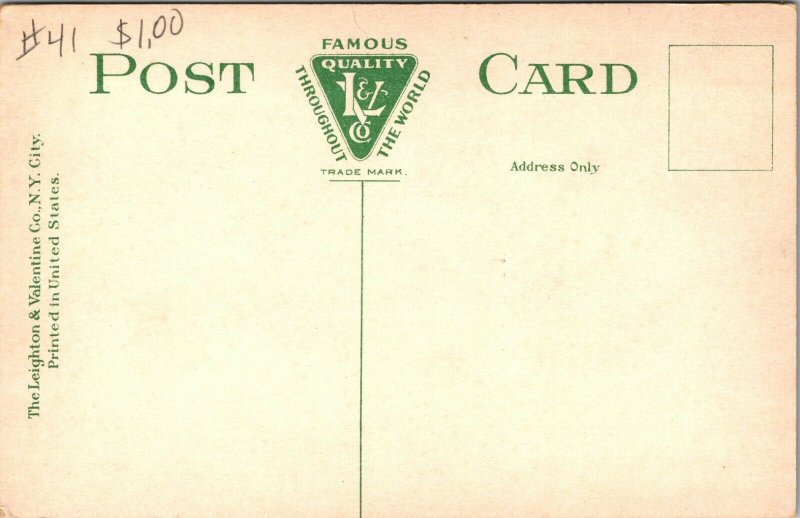 #41 $1.00
POST CARD
FAMOUS
QUALITY
THROUGHOUT
THE WORLD
L&V
Co
TRADE MARK.
Address Only
The Leighton & Valentine Co., N.Y. City.
Printed in United States.